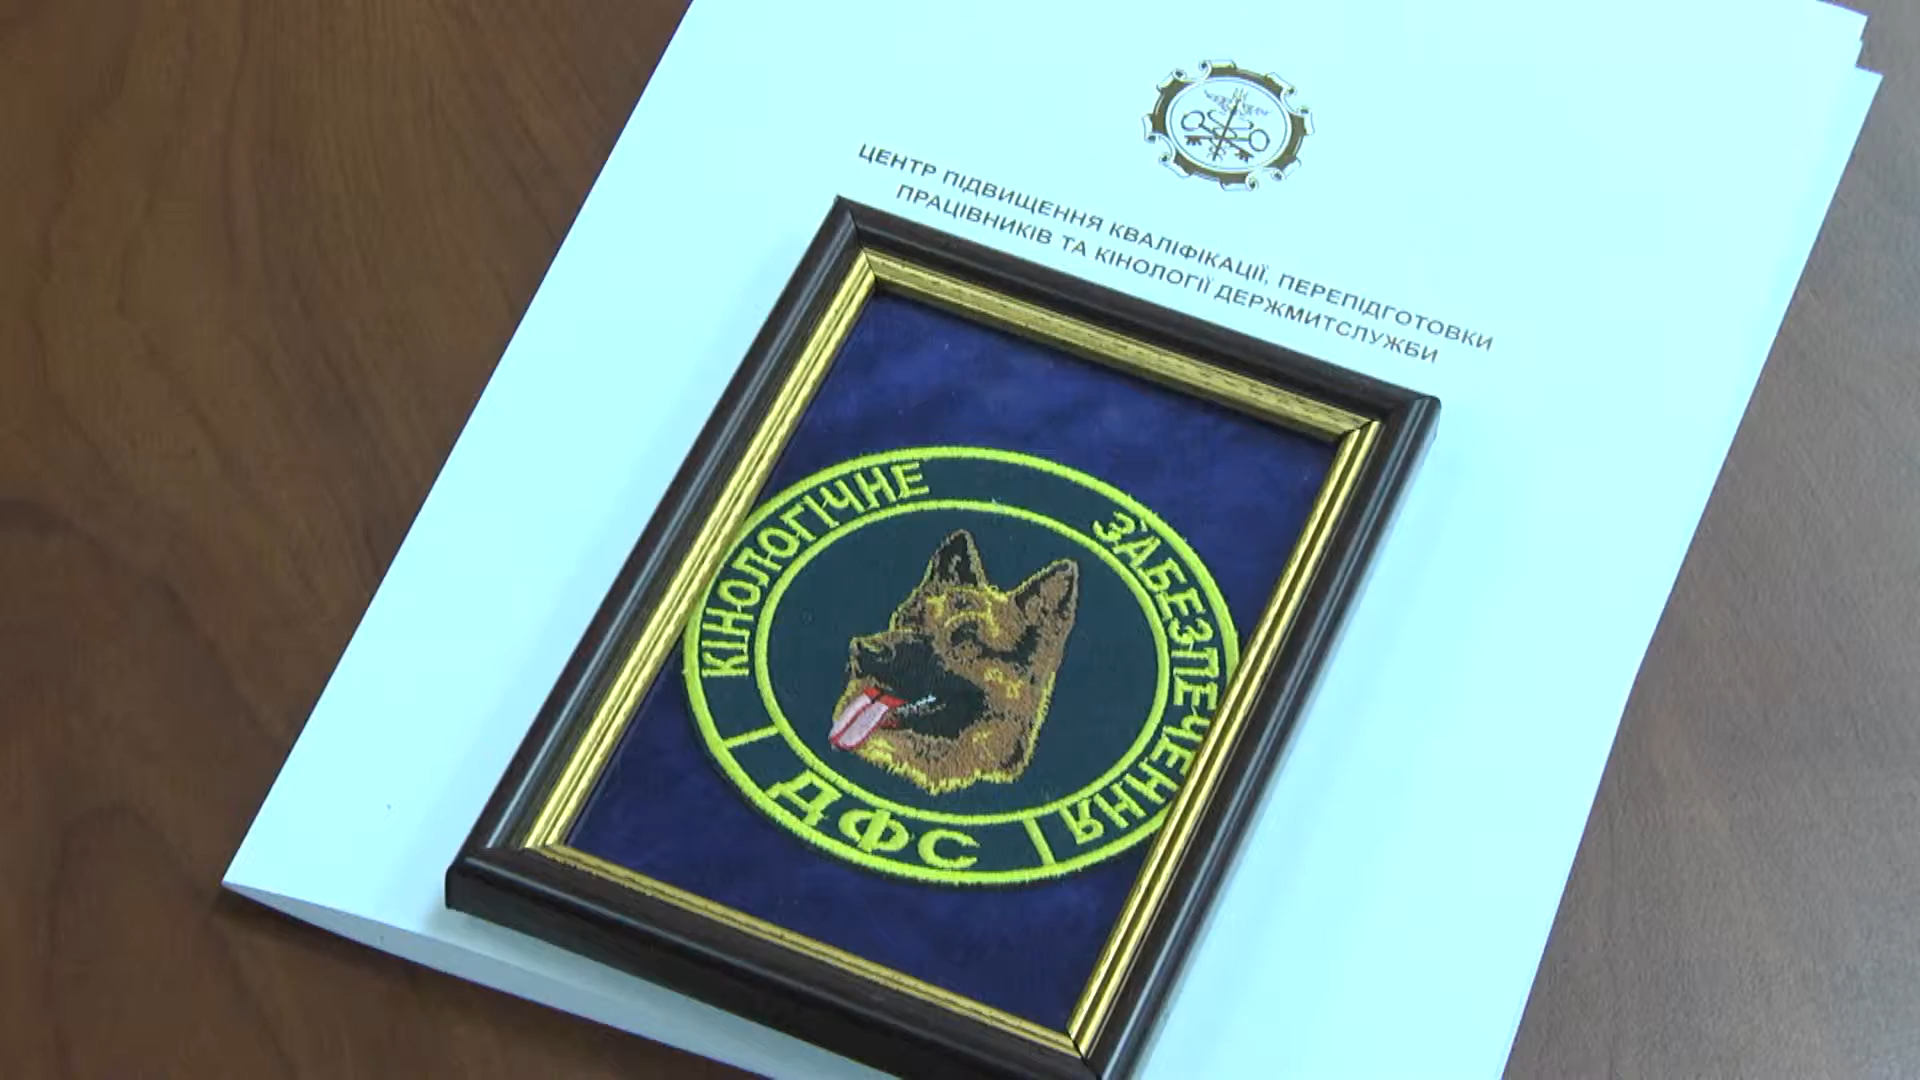 ЦЕНТР ПІДВИЩЕННЯ КВАЛІФІКАЦІЇ, ПЕРЕПІДГОТОВКИ
ПРАЦІВНИКІВ ТА КІНОЛОГІЇ ДЕРЖМИТСЛУЖБИ
КІНОЛОГІЧНЕ ЗАБЕЗПЕЧЕННЯ
ДФС